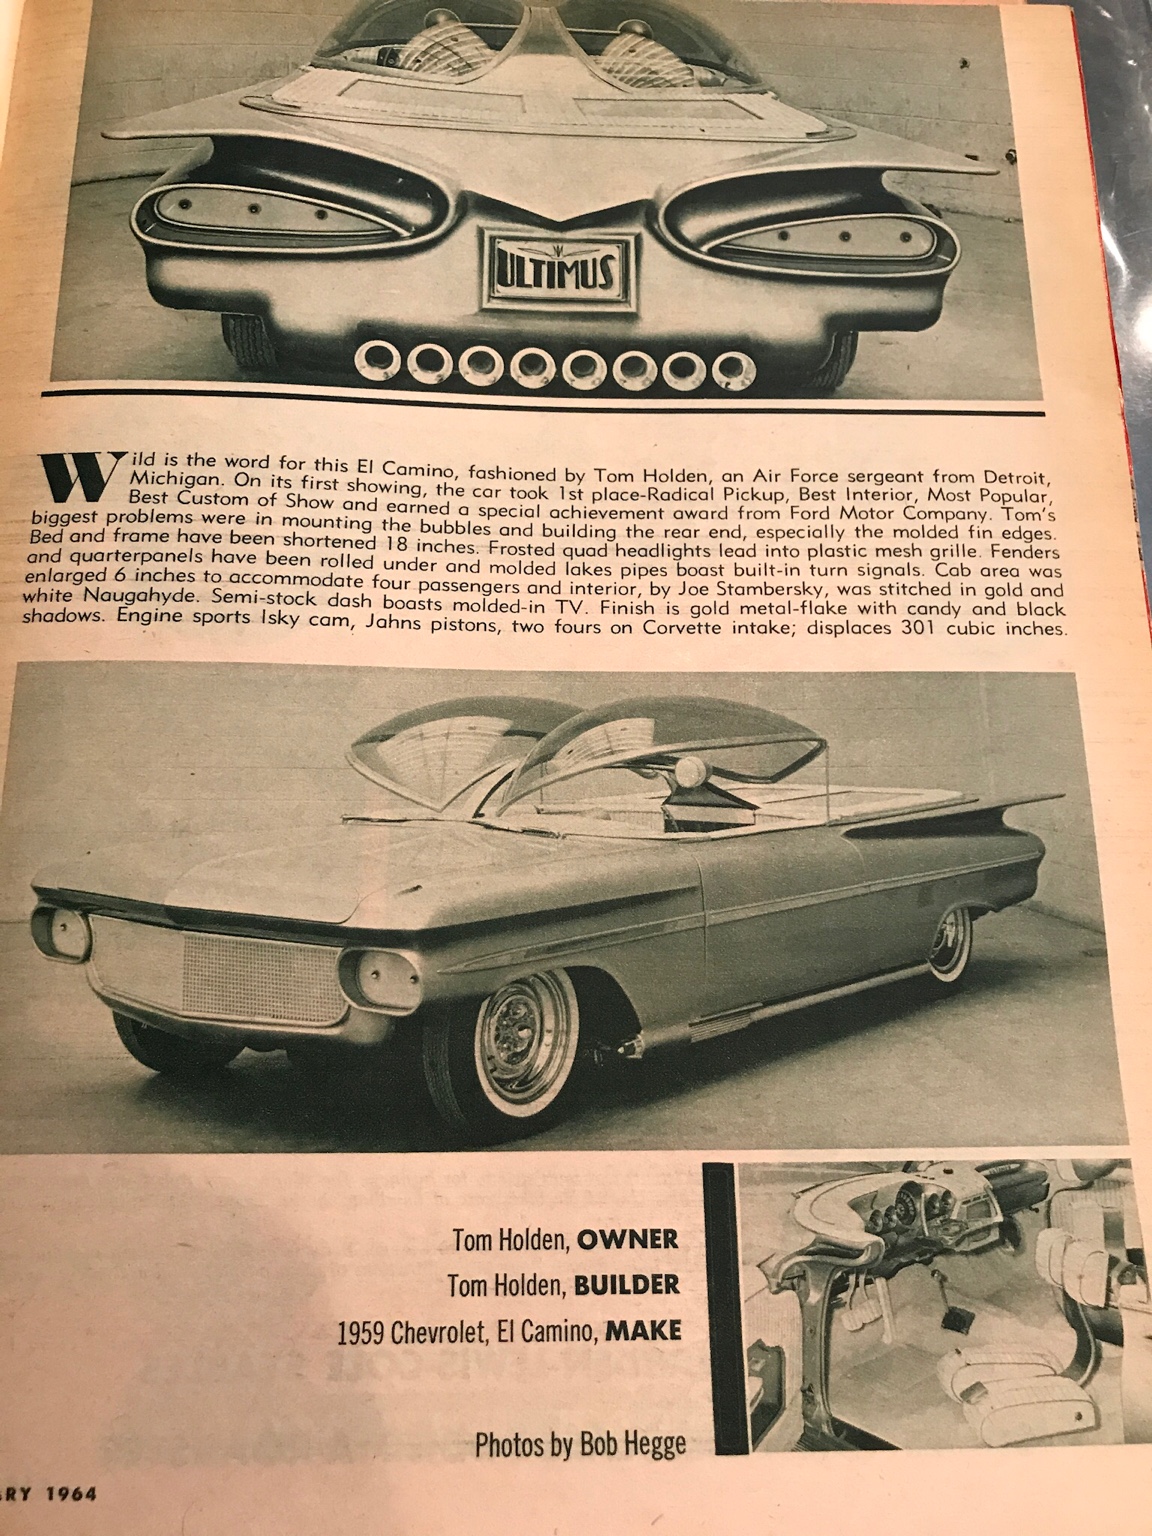 ULTIMUS
Wild is the word for this El Camino, fashioned by Tom Holden, an Air Force sergeant from Detroit,
Michigan. On its first showing, the car took 1st place-Radical Pickup, Best Interior, Most Popular,
Best Custom of Show and earned a special achievement award from Ford Motor Company. Tom's
biggest problems were in mounting the bubbles and building the rear end, especially the molded fin edges.
Bed and frame have been shortened 18 inches. Frosted quad headlights lead into plastic mesh grille. Fenders
and quarterpanels have been rolled under and molded lakes pipes boast built-in turn signals. Cab area was
enlarged 6 inches to accommodate four passengers and interior, by Joe Stambersky, was stitched in gold and
white Naugahyde. Semi-stock dash boasts molded-in TV. Finish is gold metal-flake with candy and black
shadows. Engine sports Isky cam, Jahns pistons, two fours on Corvette intake; displaces 301 cubic inches.
Tom Holden, OWNER
Tom Holden, BUILDER
1959 Chevrolet, El Camino, MAKE
Photos by Bob Hegge
RY 1964